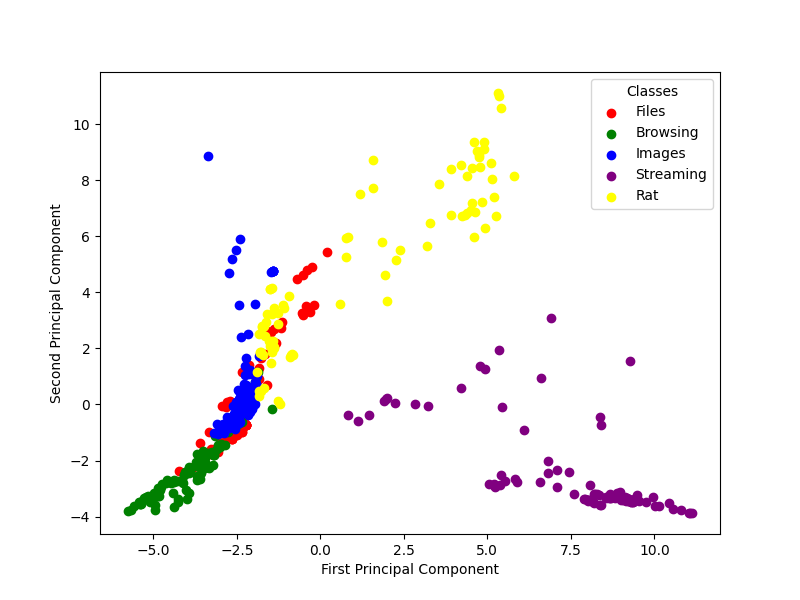 Classes
Files
Browsing
Images
Streaming
Rat
10
8
6
4
2
0
−2
−4
Second Principal Component
−5.0 −2.5 0.0 2.5 5.0 7.5 10.0
First Principal Component